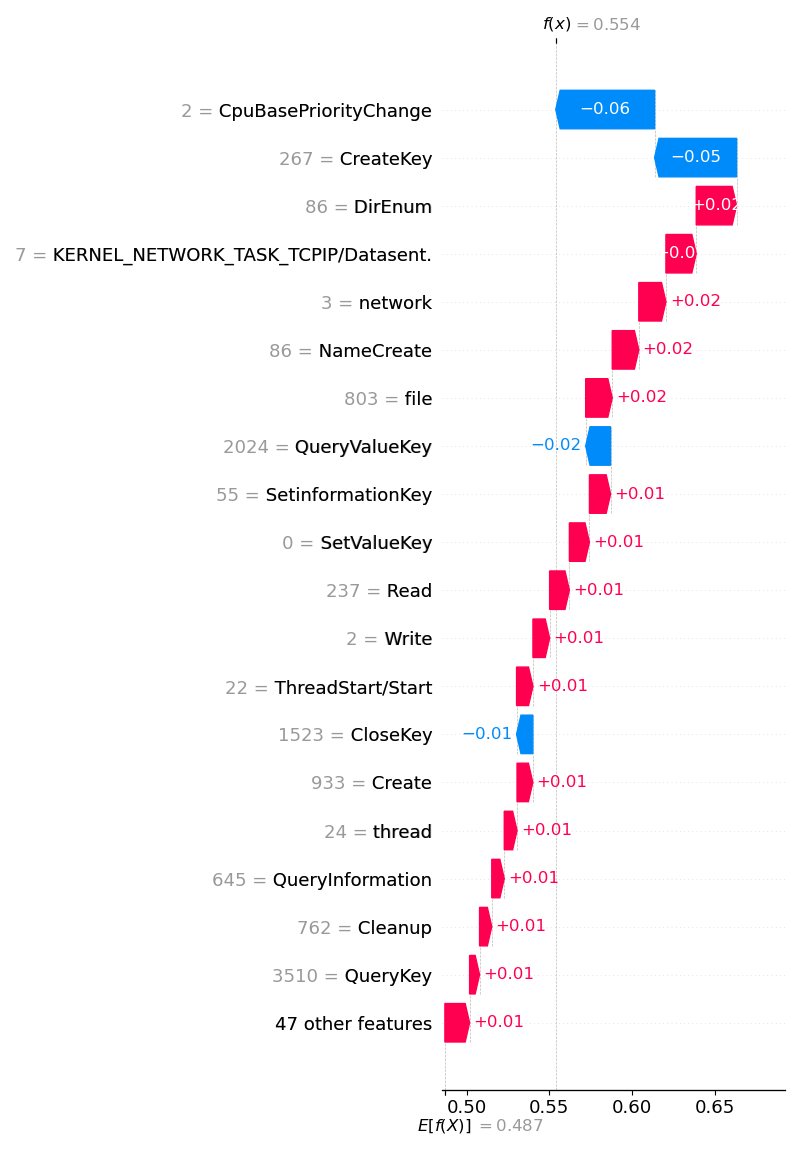 f(x) = 0.554
2 = CpuBasePriorityChange −0.06
267 = CreateKey −0.05
86 = DirEnum +0.02
7 = KERNEL_NETWORK_TASK_TCPIP/Datasent.
3 = network +0.02
86 = NameCreate +0.02
803 = file +0.02
2024 = QueryValueKey −0.02
55 = SetinformationKey +0.01
0 = SetValueKey +0.01
237 = Read +0.01
2 = Write +0.01
22 = ThreadStart/Start +0.01
1523 = CloseKey −0.01
933 = Create +0.01
24 = thread +0.01
645 = QueryInformation +0.01
762 = Cleanup +0.01
3510 = QueryKey +0.01
47 other features +0.01
0.50 0.55 0.60 0.65
E[f(X)] = 0.487